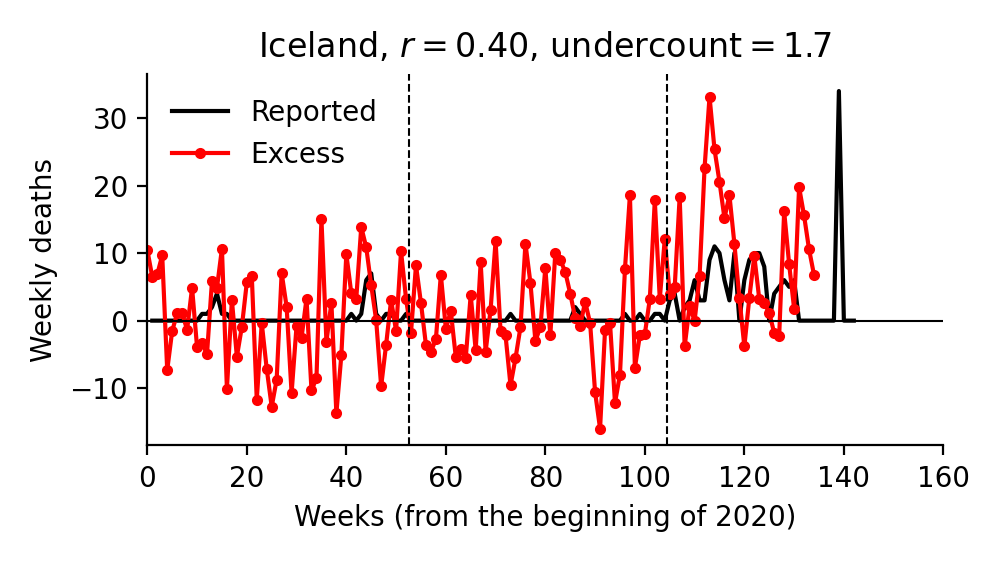 Iceland, r = 0.40, undercount = 1.7
Reported
Excess
Weekly deaths
30
20
10
0
−10
0 20 40 60 80 100 120 140 160
Weeks (from the beginning of 2020)